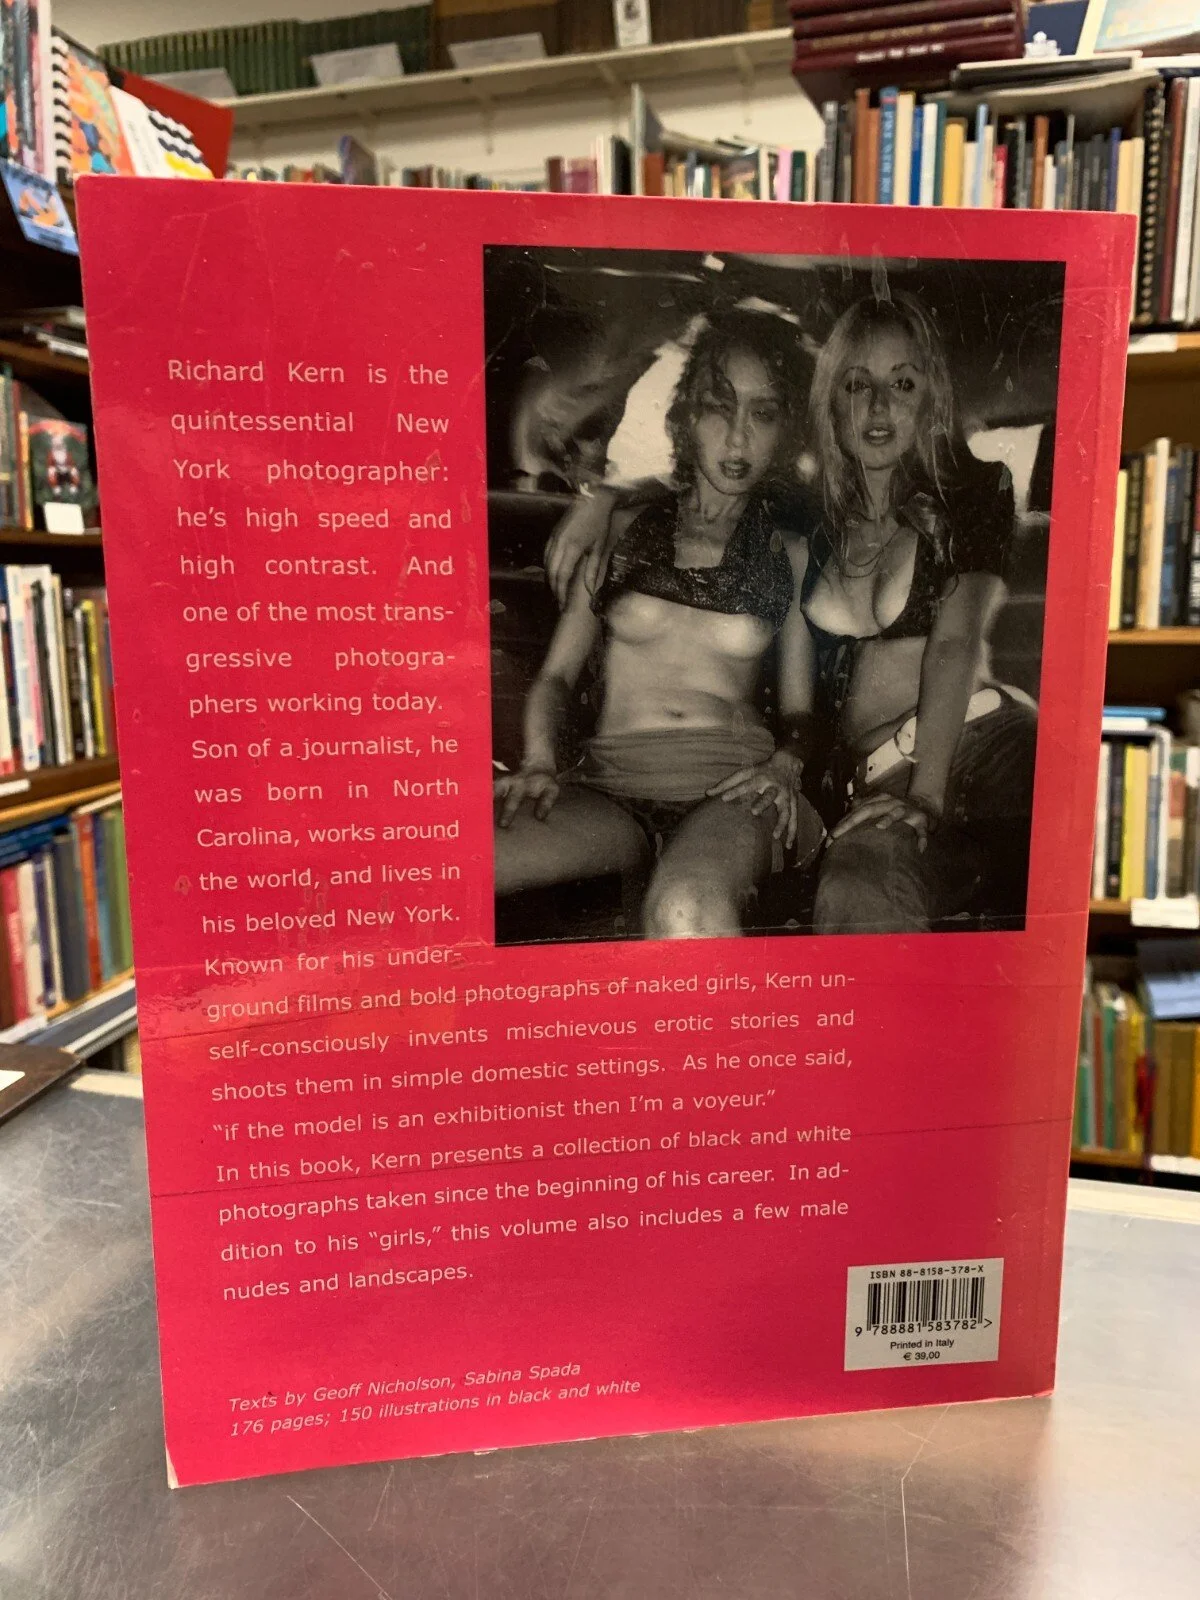 Richard Kern is the
quintessential New
York photographer:
he's high speed and
high contrast. And
one of the most trans-
gressive photogra-
phers working today.
Son of a journalist, he
was born in North
Carolina, works around
the world, and lives in
his beloved New York.
Known for his under-
ground films and bold photographs of naked girls, Kern un-
self-consciously invents mischievous erotic stories and
shoots them in simple domestic settings. As he once said,
"if the model is an exhibitionist then I'm a voyeur."
In this book, Kern presents a collection of black and white
photographs taken since the beginning of his career. In ad-
dition to his "girls," this volume also includes a few male
nudes and landscapes.
ISBN 88-8158-378-X
9 788881 583782 >
Printed in Italy
€ 39,00
Texts by Geoff Nicholson, Sabina Spada
176 pages; 150 illustrations in black and white